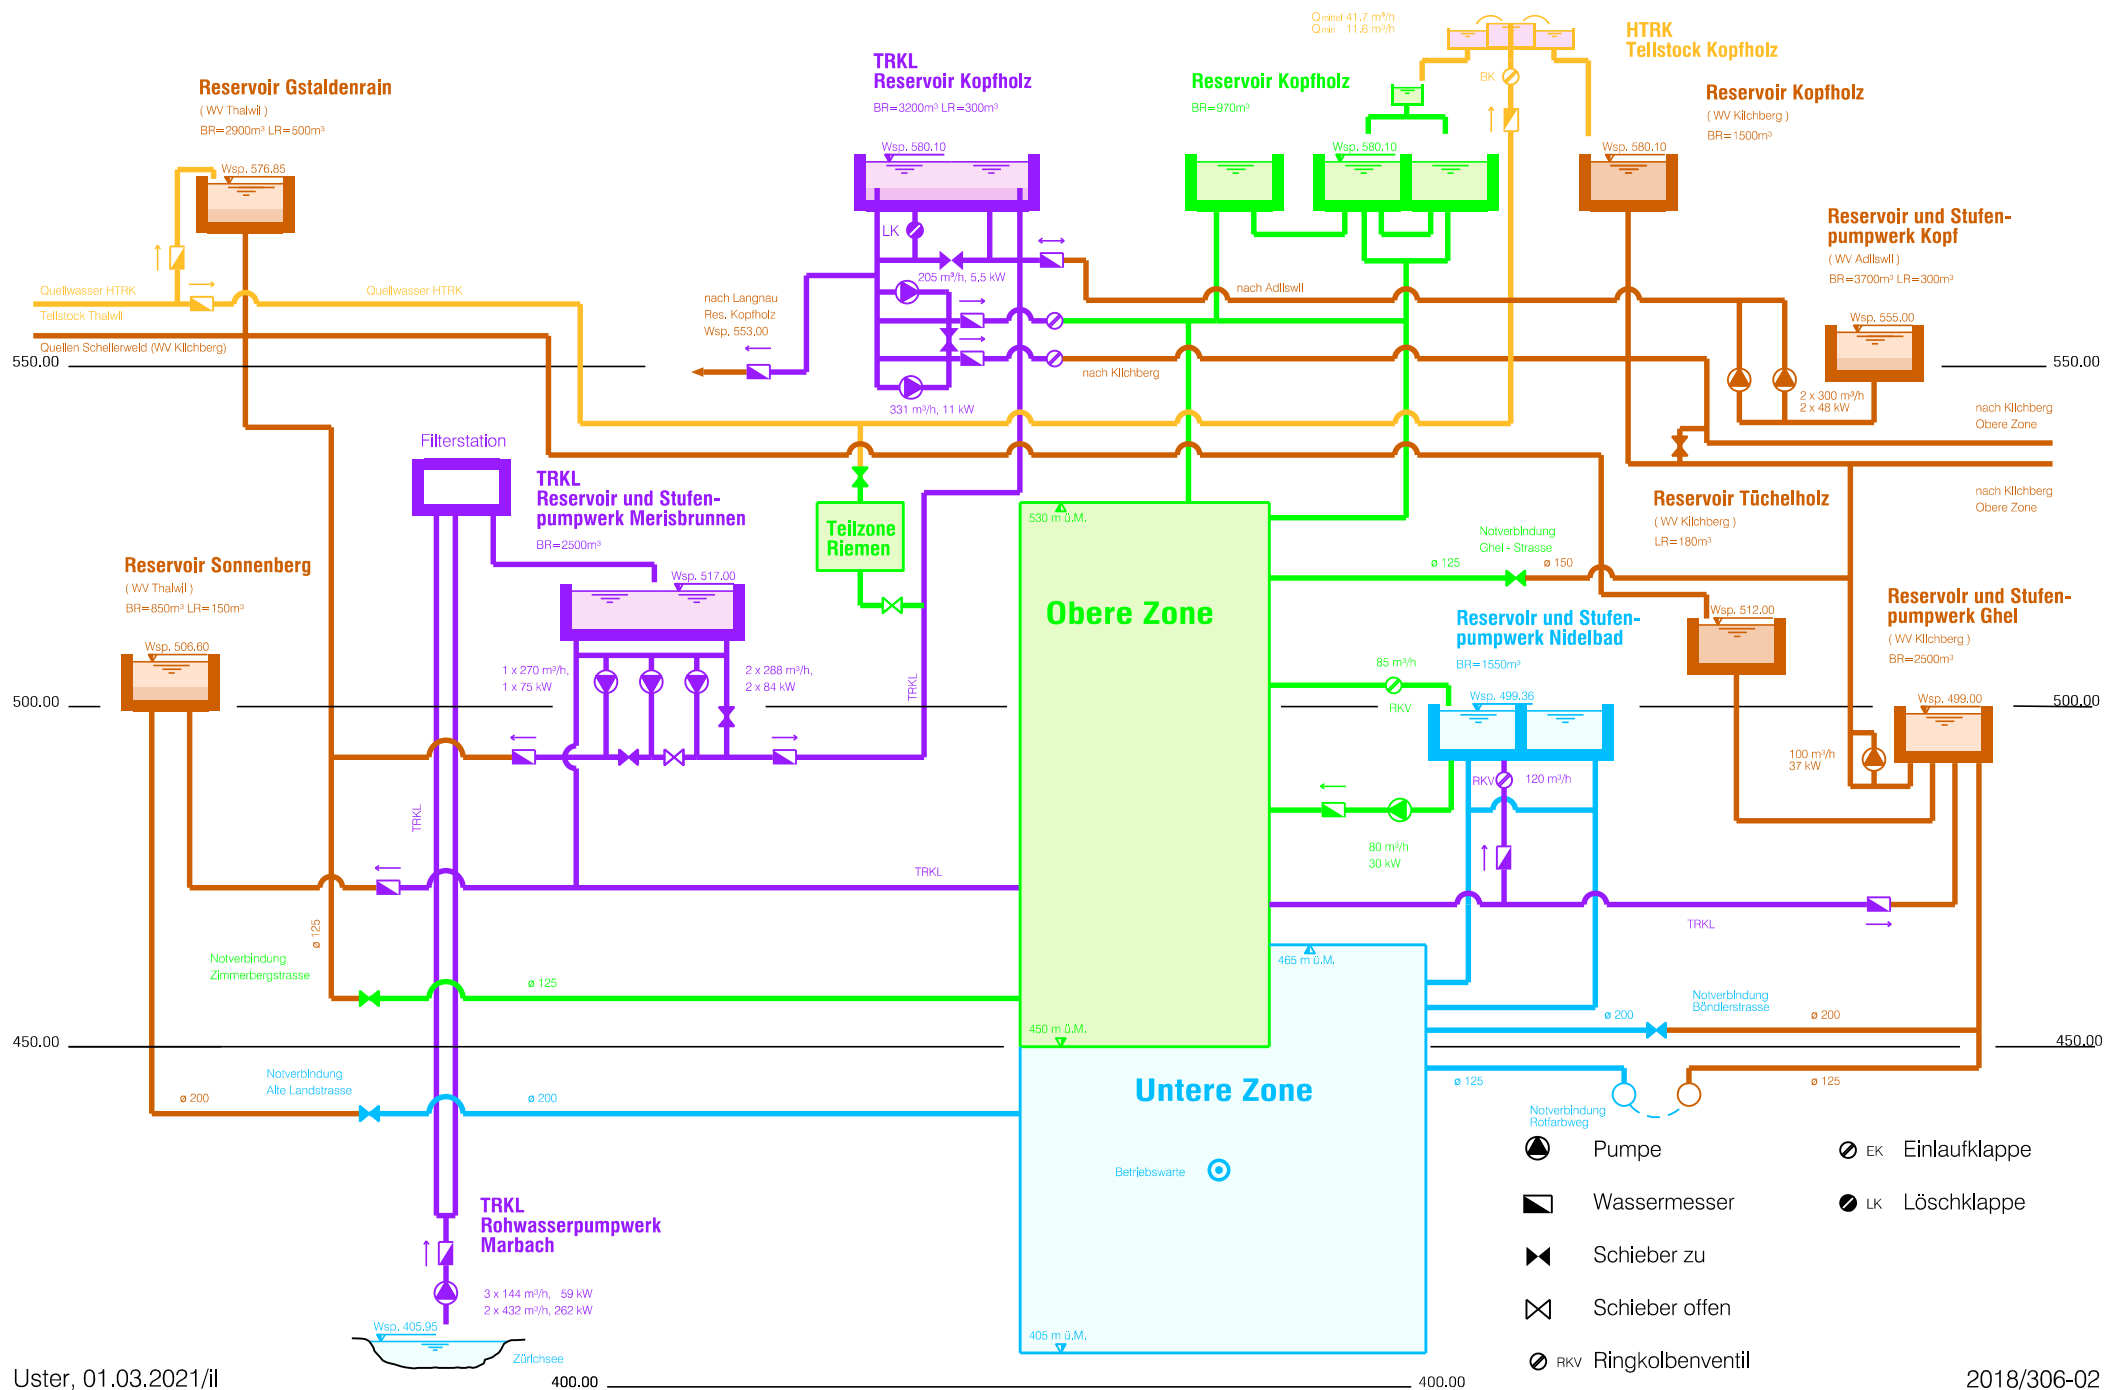 Qmittel 41.7 m³/h
Qmin 11.6 m³/h
HTRK
Tellstock Kopfholz
BK
TRKL
Reservoir Kopfholz
BR=3200m³ LR=300m³
Wsp. 580.10
LK
205 m³/h, 5,5 kW
331 m³/h, 11 kW
Reservoir Kopfholz
BR=970m³
Wsp. 580.10
Reservoir Kopfholz
( WV Kilchberg )
BR=1500m³
Wsp. 580.10
Reservoir Gstaldenrain
( WV Thalwil )
BR=2900m³ LR=500m³
Wsp. 576.85
Reservoir und Stufen-
pumpwerk Kopf
( WV Adliswil )
BR=3700m³ LR=300m³
Wsp. 555.00
2 x 300 m³/h
2 x 48 kW
Quellwasser HTRK
Quellwasser HTRK
Tellstock Thalwil
Quellen Schellerweid (WV Kilchberg)
nach Langnau
Res. Kopfholz
Wsp. 553.00
nach Adliswil
nach Kilchberg
550.00
550.00
nach Kilchberg
Obere Zone
nach Kilchberg
Obere Zone
Filterstation
TRKL
Reservoir und Stufen-
pumpwerk Merisbrunnen
BR=2500m³
Wsp. 517.00
1 x 270 m³/h,
1 x 75 kW
2 x 288 m³/h,
2 x 84 kW
TRKL
Teilzone
Riemen
530 m ü.M.
Obere Zone
450 m ü.M.
Notverbindung
Ghel - Strasse
ø 125
ø 150
Reservoir Tüchelholz
( WV Kilchberg )
LR=180m³
Wsp. 512.00
Reservoir Sonnenberg
( WV Thalwil )
BR=850m³ LR=150m³
Wsp. 506.60
Reservoir und Stufen-
pumpwerk Nidelbad
BR=1550m³
Wsp. 499.36
85 m³/h
RKV
RKV
120 m³/h
80 m³/h
30 kW
Reservoir und Stufen-
pumpwerk Ghel
( WV Kilchberg )
BR=2500m³
Wsp. 499.00
100 m³/h
37 kW
500.00
500.00
TRKL
TRKL
TRKL
ø 125
Notverbindung
Zimmerbergstrasse
ø 125
465 m ü.M.
Notverbindung
Böndlerstrasse
ø 200
ø 200
450.00
450.00
Notverbindung
Alte Landstrasse
ø 200
ø 200
Untere Zone
Betriebswarte
405 m ü.M.
ø 125
ø 125
Notverbindung
Rotfarbweg
TRKL
Rohwasserpumpwerk
Marbach
3 x 144 m³/h, 59 kW
2 x 432 m³/h, 262 kW
Wsp. 405.95
Zürichsee
Pumpe
EK Einlaufklappe
Wassermesser
LK Löschklappe
Schieber zu
Schieber offen
RKV Ringkolbenventil
Uster, 01.03.2021/il
400.00
400.00
2018/306-02